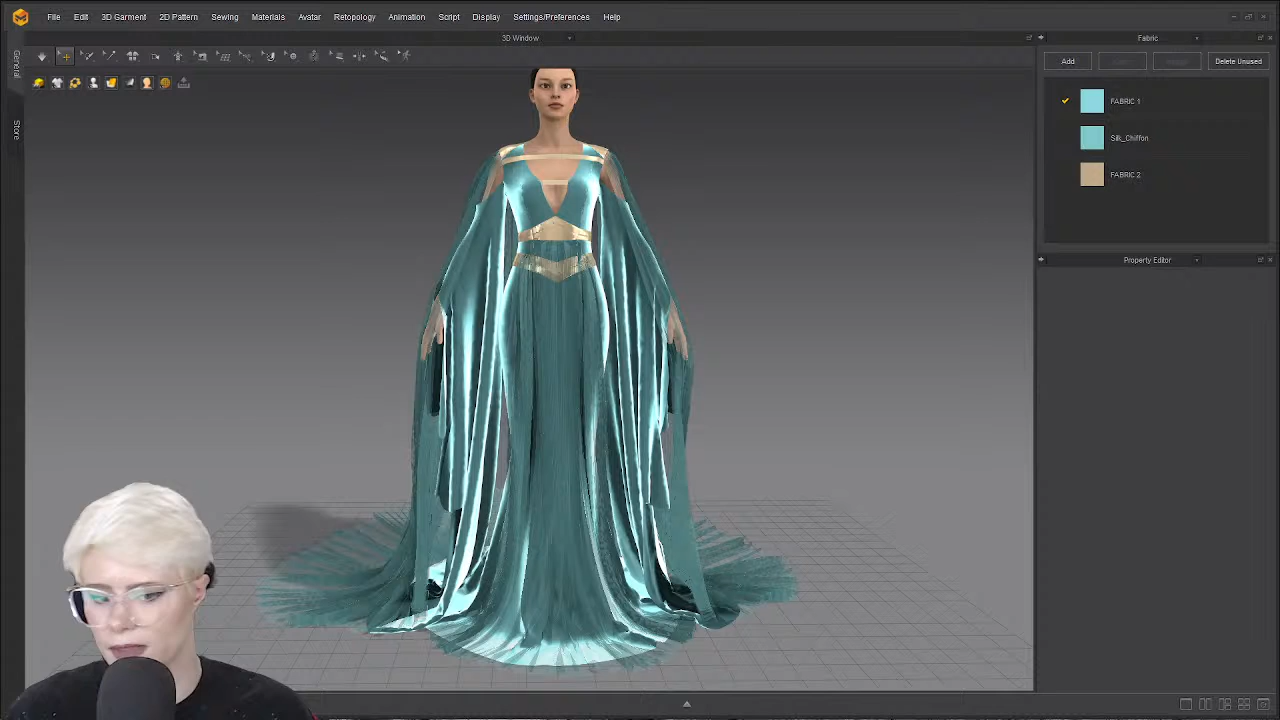 File Edit 3D Garment 2D Pattern Sewing Materials Avatar Retopology Animation Script Display Settings/Preferences Help
3D Window
Fabric
General
Store
Add
Delete Unused
FABRIC 1
Silk_Chiffon
FABRIC 2
Property Editor